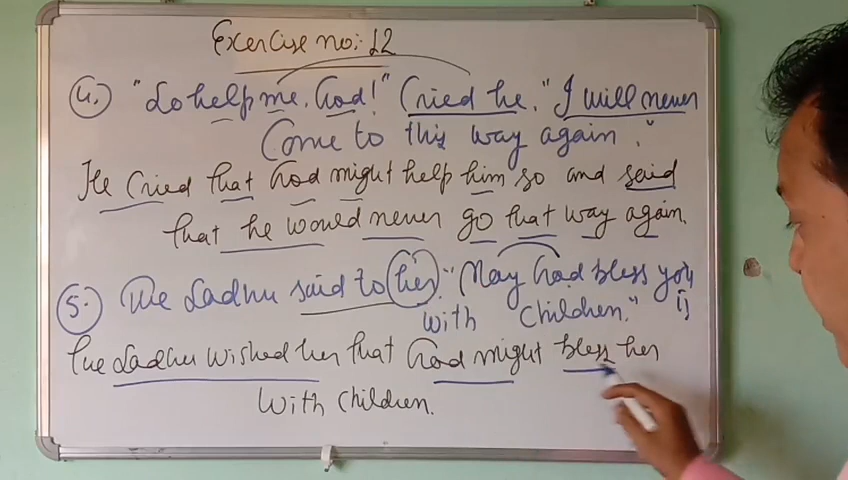 Exercise no:- 12
4. "So help me, God!" Cried he, "I will never
Come to this way again."
He Cried that God might help him so and said
that he would never go that way again.
5. The Sadhu said to her "May God bless you
with Children."
The Sadhu wished her that God might bless her
with children.